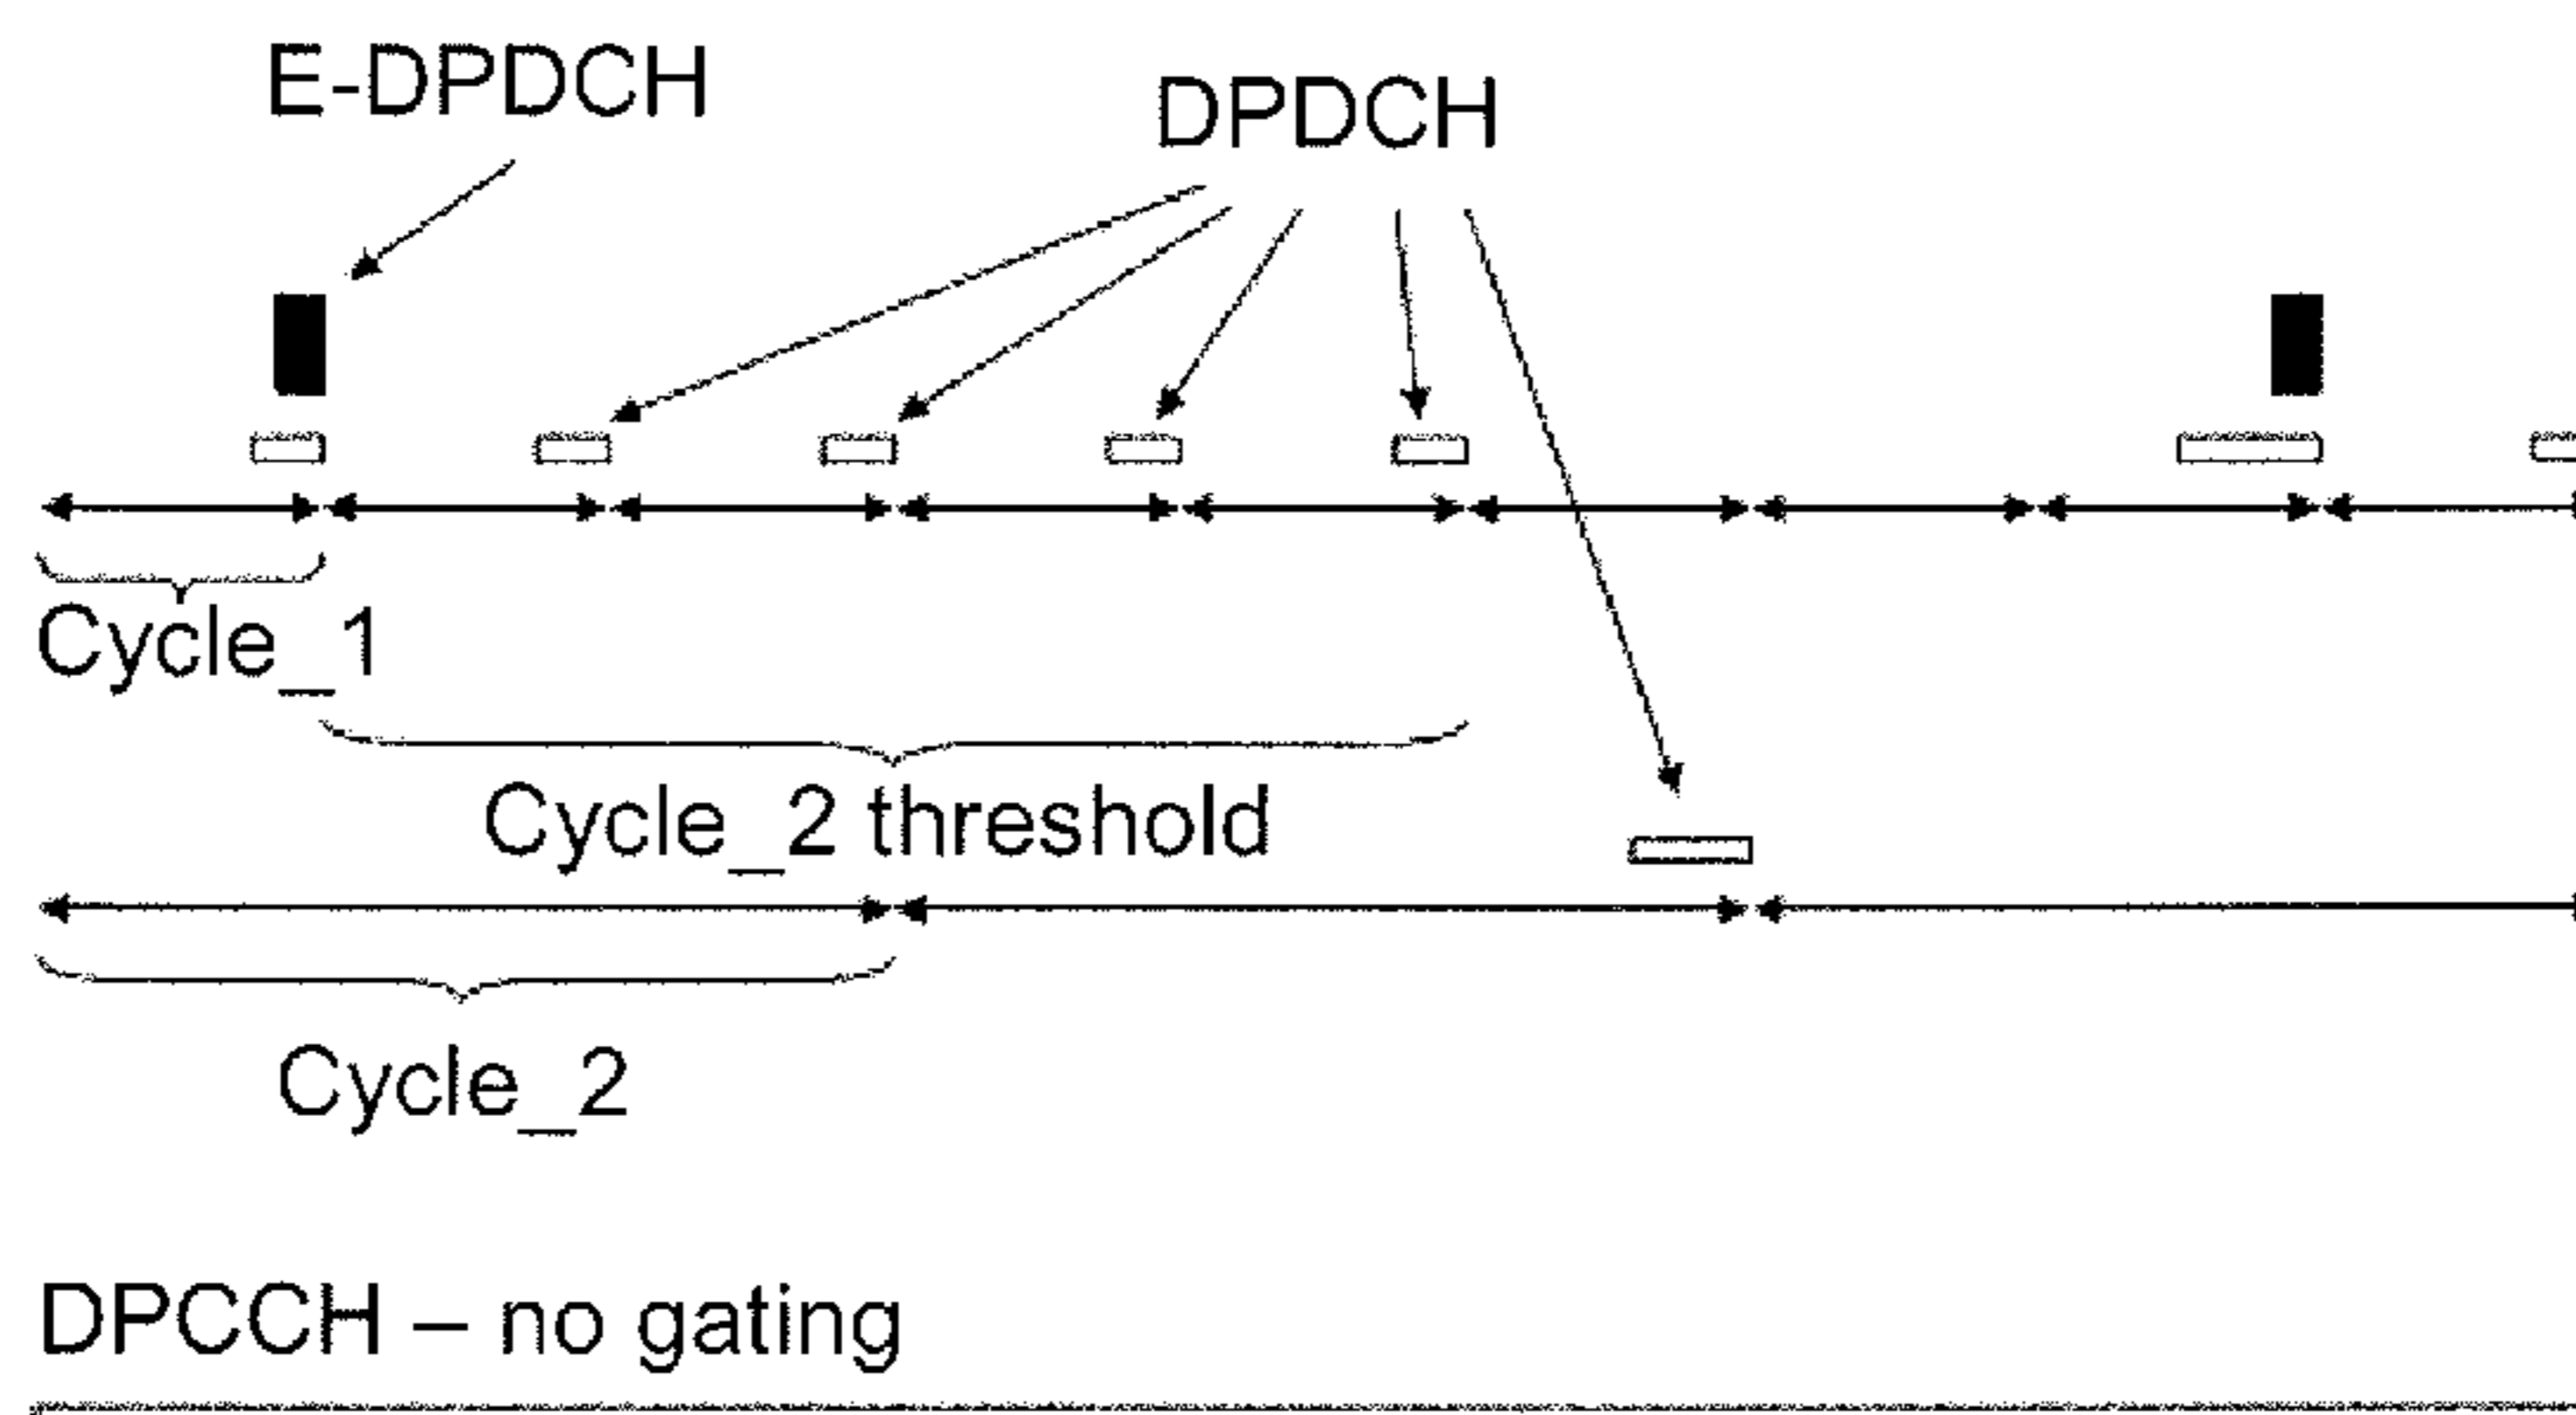 E-DPDCH
DPDCH
Cycle_1
Cycle_2 threshold
Cycle_2
DPCCH – no gating